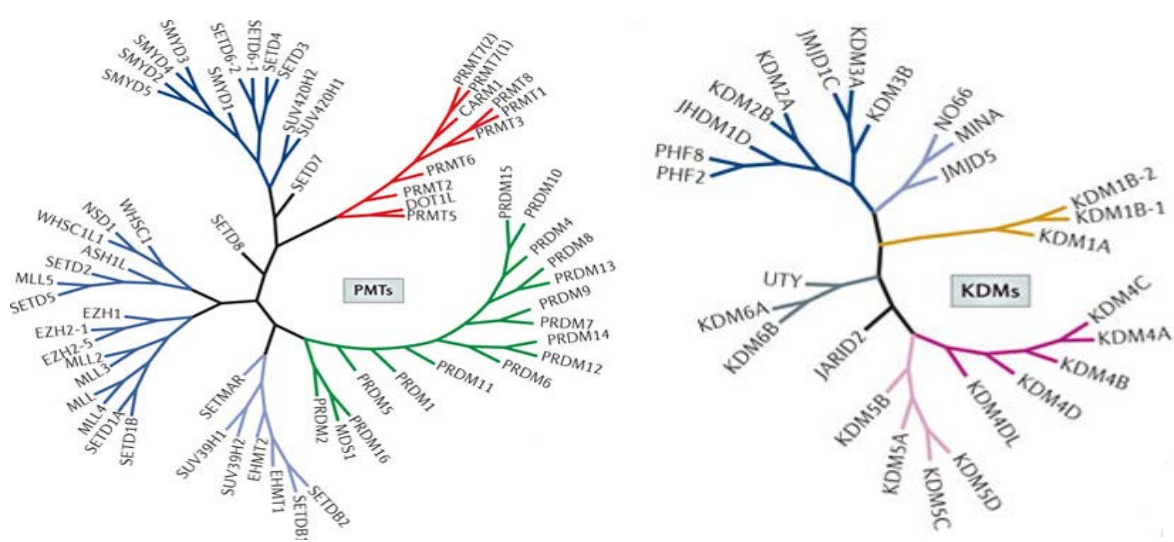 SMYD5
SMYD2
SMYD4
SMYD3
SMYD1
SETD6-2
SETD6-1
SETD4
SETD3
SUV420H2
SUV420H1
SETD7
SETD8
PRMT7(2)
PRMT7(1)
CARM1
PRMT8
PRMT1
PRMT3
PRMT6
PRMT2
DOT1L
PRMT5
PMTs
PRDM15
PRDM10
PRDM4
PRDM8
PRDM13
PRDM9
PRDM7
PRDM14
PRDM12
PRDM6
PRDM11
PRDM1
PRDM5
PRDM16
MDS1
PRDM2
SETMAR
SUV39H1
SUV39H2
EHMT2
EHMT1
SETDB1
SETDB2
WHSC1
NSD1
WHSC1L1
ASH1L
SETD2
MLL5
SETD5
EZH1
EZH2-1
EZH2-5
MLL2
MLL3
MLL
MLL4
SETD1A
SETD1B
PHF2
PHF8
JHDM1D
KDM2B
KDM2A
JMJD1C
KDM3A
KDM3B
NO66
MINA
JMJD5
KDM1B-2
KDM1B-1
KDM1A
KDMs
UTY
KDM6A
KDM6B
JARID2
KDM4C
KDM4A
KDM4B
KDM4D
KDM4DL
KDM5B
KDM5A
KDM5C
KDM5D